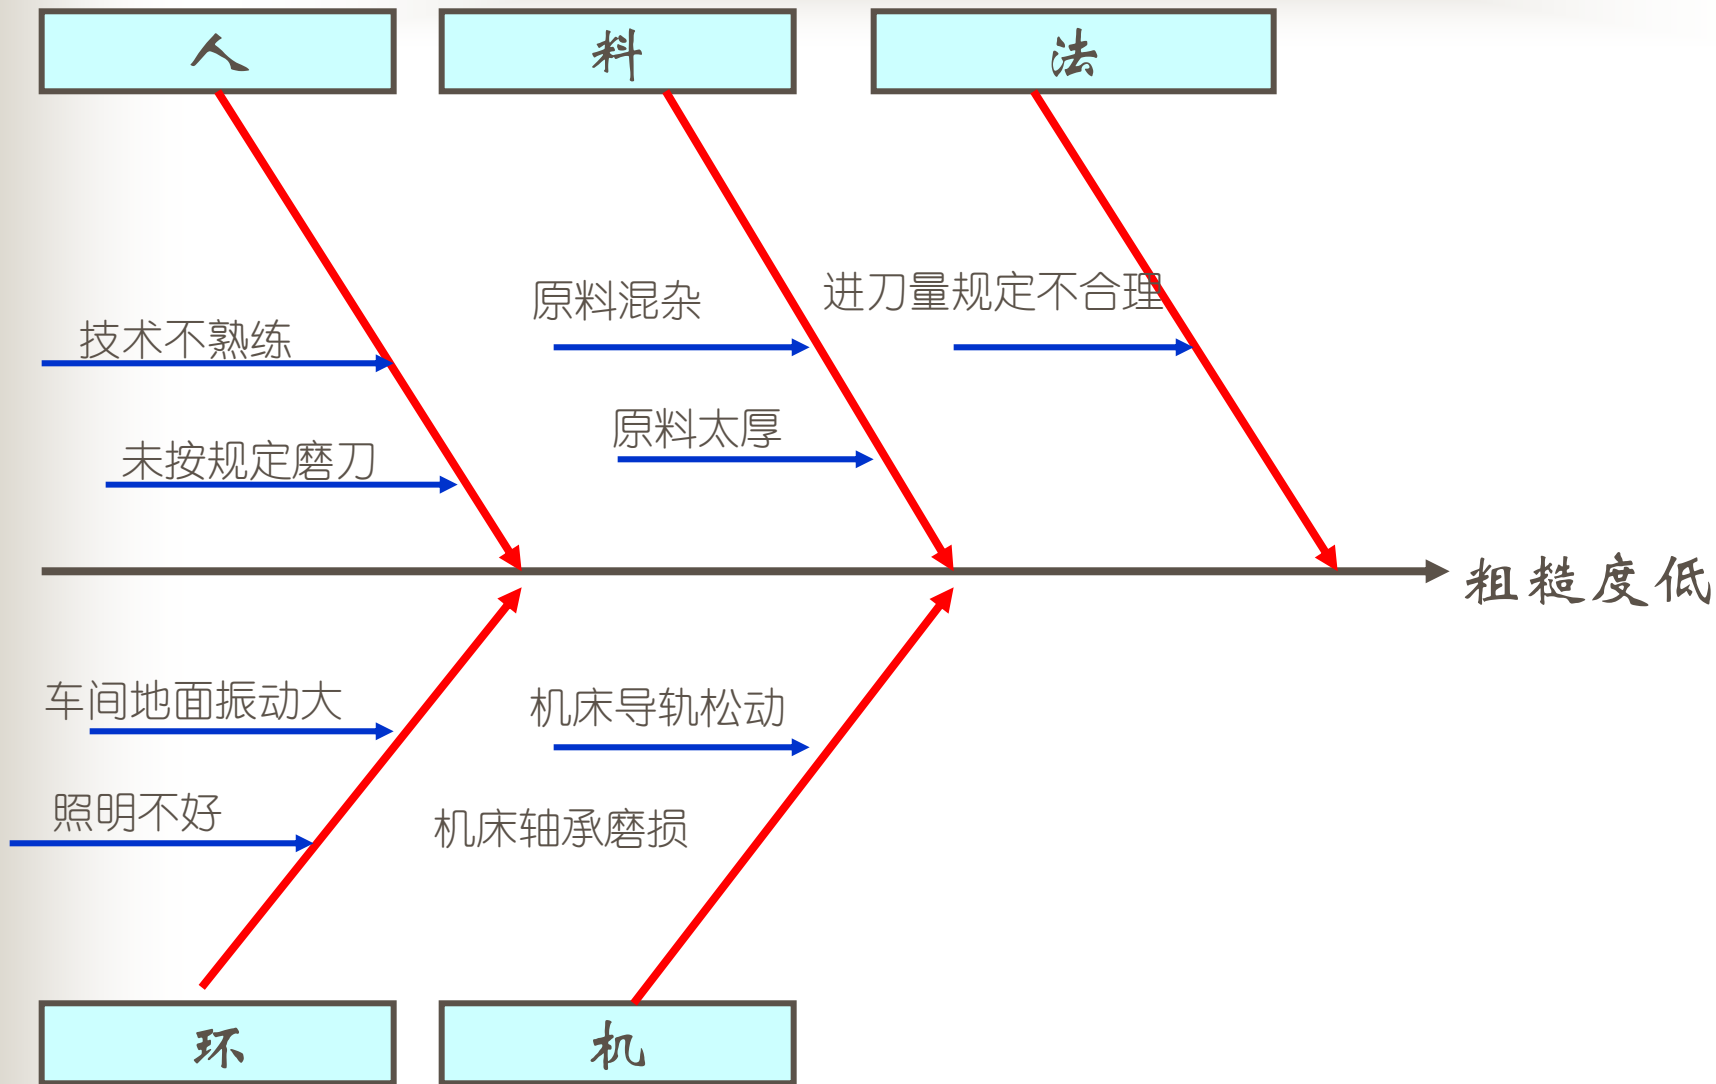 人
料
法
原料混杂
进刀量规定不合理
技术不熟练
原料太厚
未按规定磨刀
粗糙度低
车间地面振动大
机床导轨松动
照明不好
机床轴承磨损
环
机